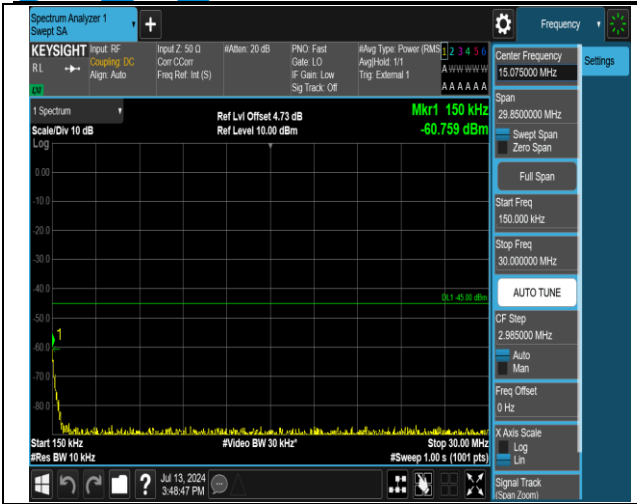 Spectrum Analyzer 1
Swept SA
+
Frequency
KEYSIGHT
RL
LNI
Input: RF
Coupling: DC
Align: Auto
Input Z: 50 Ω
Corr CCorr
Freq Ref: Int (S)
#Atten: 20 dB
PNO: Fast
Gate: LO
IF Gain: Low
Sig Track: Off
#Avg Type: Power (RMS
Avg|Hold: 1/1
Trig: External 1
1 2 3 4 5 6
A W W W W W
A A A A A A
1 Spectrum
Scale/Div 10 dB
Log
Ref Lvl Offset 4.73 dB
Ref Level 10.00 dBm
Mkr1 150 kHz
-60.759 dBm
0.00
-10.0
-20.0
-30.0
-40.0
-50.0
-60.0
-70.0
-80.0
DL1 -45.00 dBm
1
Start 150 kHz
#Res BW 10 kHz
#Video BW 30 kHz*
Stop 30.00 MHz
#Sweep 1.00 s (1001 pts)
Center Frequency
15.075000 MHz
Settings
Span
29.8500000 MHz
Swept Span
Zero Span
Full Span
Start Freq
150.000 kHz
Stop Freq
30.000000 MHz
AUTO TUNE
CF Step
2.985000 MHz
Auto
Man
Freq Offset
0 Hz
X Axis Scale
Log
Lin
Signal Track
(Span Zoom)
?
Jul 13, 2024
3:48:47 PM